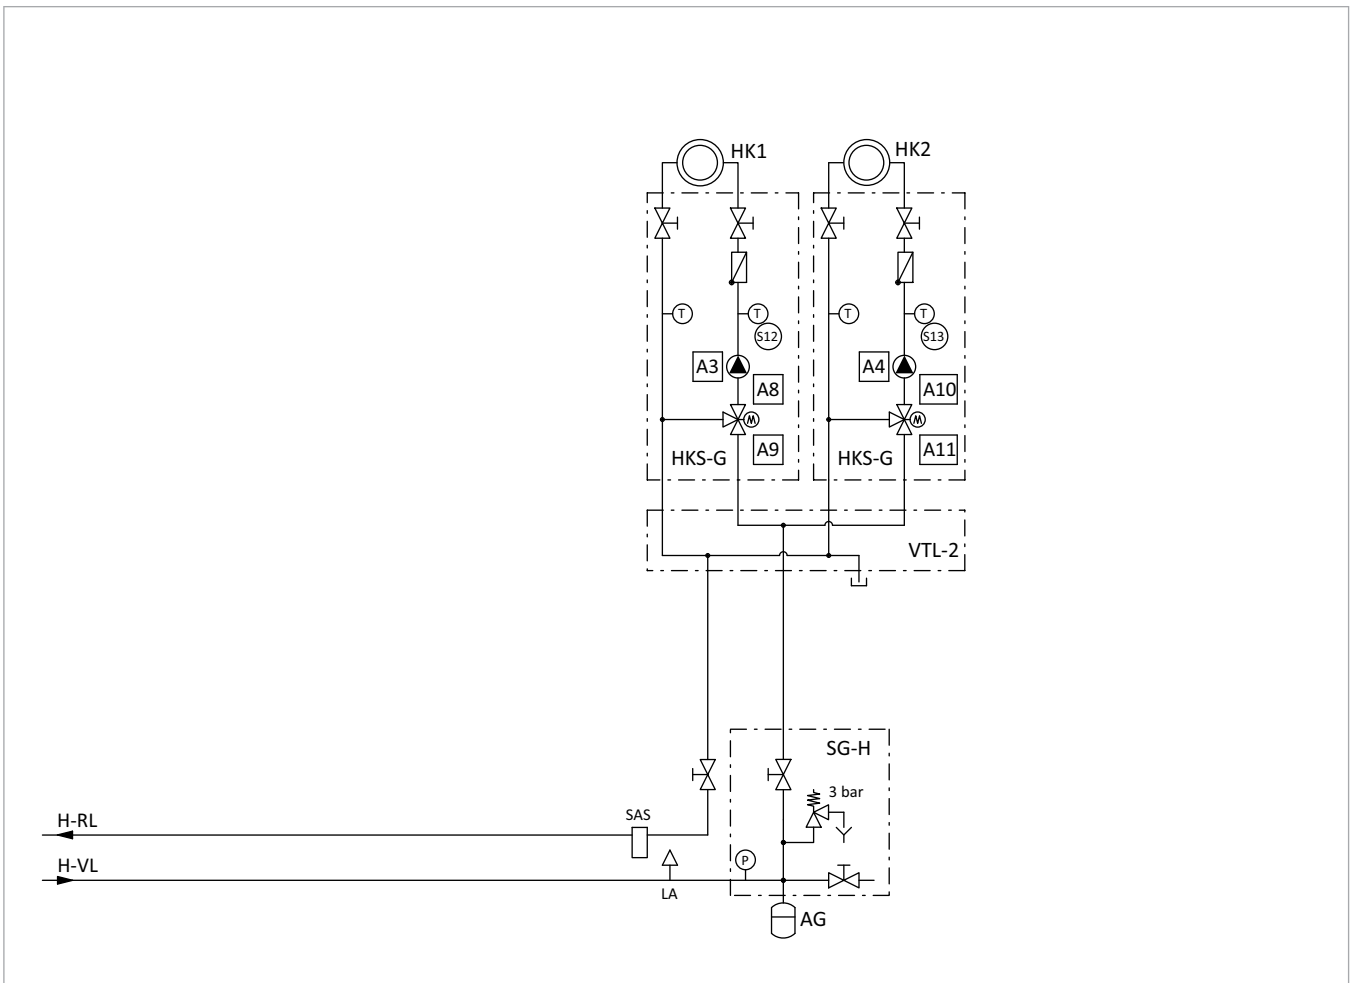 HK1
HK2
T
T
T
T
S12
S13
A3
A4
A8
A10
M
M
A9
A11
HKS-G
HKS-G
VTL-2
SG-H
3 bar
SAS
H-RL
P
H-VL
LA
AG